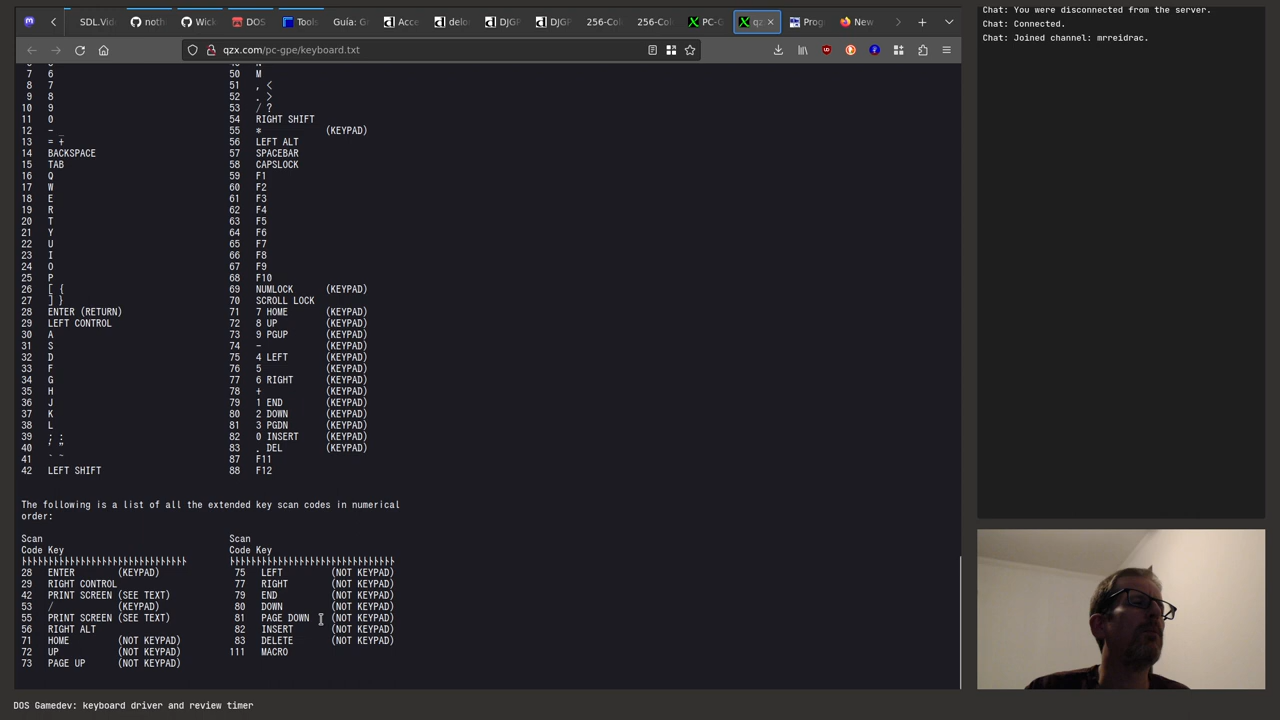 SDL.Vid
noth
Wick
DOS
Tools
Guía: Gr
Acce
delor
DJGP
DJGP
256-Col
256-Col
PC-G
qzx
Prog
New
qzx.com/pc-gpe/keyboard.txt
7 6 50 M
8 7 51 , <
9 8 52 . >
10 9 53 / ?
11 0 54 RIGHT SHIFT
12 - _ 55 * (KEYPAD)
13 = + 56 LEFT ALT
14 BACKSPACE 57 SPACEBAR
15 TAB 58 CAPSLOCK
16 Q 59 F1
17 W 60 F2
18 E 61 F3
19 R 62 F4
20 T 63 F5
21 Y 64 F6
22 U 65 F7
23 I 66 F8
24 O 67 F9
25 P 68 F10
26 [ { 69 NUMLOCK (KEYPAD)
27 ] } 70 SCROLL LOCK
28 ENTER (RETURN) 71 7 HOME (KEYPAD)
29 LEFT CONTROL 72 8 UP (KEYPAD)
30 A 73 9 PGUP (KEYPAD)
31 S 74 - (KEYPAD)
32 D 75 4 LEFT (KEYPAD)
33 F 76 5 (KEYPAD)
34 G 77 6 RIGHT (KEYPAD)
35 H 78 + (KEYPAD)
36 J 79 1 END (KEYPAD)
37 K 80 2 DOWN (KEYPAD)
38 L 81 3 PGDN (KEYPAD)
39 ; : 82 0 INSERT (KEYPAD)
40 ' " 83 . DEL (KEYPAD)
41 ` ~ 87 F11
42 LEFT SHIFT 88 F12
The following is a list of all the extended key scan codes in numerical
order:
Scan Scan
Code Key Code Key
28 ENTER (KEYPAD) 75 LEFT (NOT KEYPAD)
29 RIGHT CONTROL 77 RIGHT (NOT KEYPAD)
42 PRINT SCREEN (SEE TEXT) 79 END (NOT KEYPAD)
53 / (KEYPAD) 80 DOWN (NOT KEYPAD)
55 PRINT SCREEN (SEE TEXT) 81 PAGE DOWN (NOT KEYPAD)
56 RIGHT ALT 82 INSERT (NOT KEYPAD)
71 HOME (NOT KEYPAD) 83 DELETE (NOT KEYPAD)
72 UP (NOT KEYPAD) 111 MACRO
73 PAGE UP (NOT KEYPAD)
Chat: You were disconnected from the server.
Chat: Connected.
Chat: Joined channel: mrreidrac.
DOS Gamedev: keyboard driver and review timer